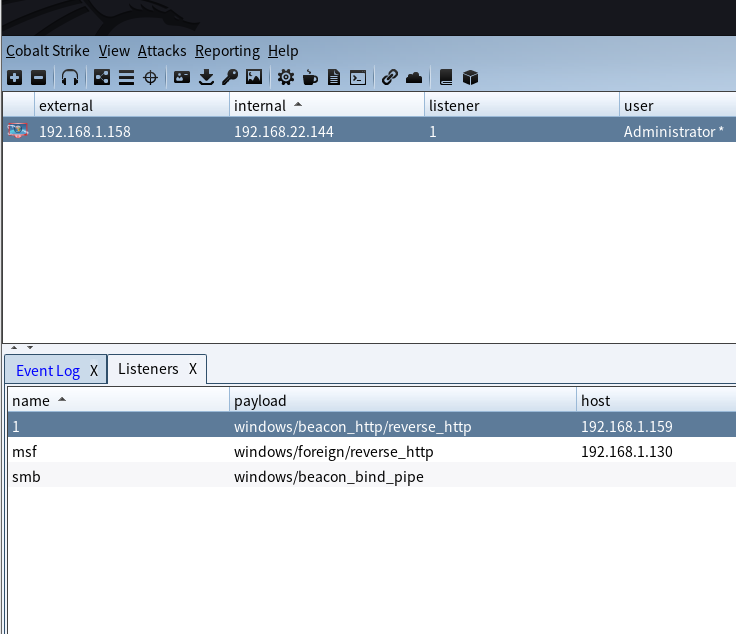 Cobalt Strike View Attacks Reporting Help
external internal listener user
192.168.1.158 192.168.22.144 1 Administrator *
Event Log X Listeners X
name payload host
1 windows/beacon_http/reverse_http 192.168.1.159
msf windows/foreign/reverse_http 192.168.1.130
smb windows/beacon_bind_pipe